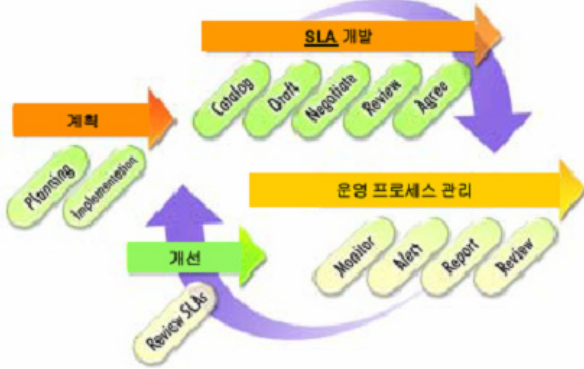 SLA 개발
Catalog
Draft
Negotiate
Review
Agree
계획
Planning
Implementation
운영 프로세스 관리
Monitor
Alert
Report
Review
개선
Review SLAs